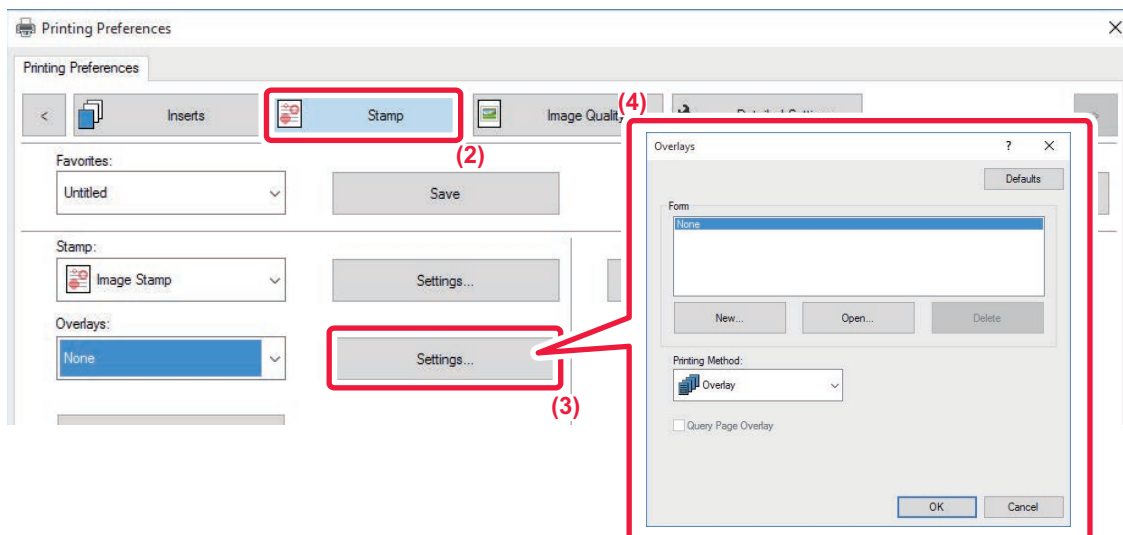 Printing Preferences
Printing Preferences
< Inserts Stamp Image Quality
(4)
(2)
Favorites:
Untitled Save
Stamp:
Image Stamp Settings...
Overlays:
None Settings...
(3)
Overlays ? X
Defaults
Form
None
New... Open... Delete
Printing Method:
Overlay
Query Page Overlay
OK Cancel